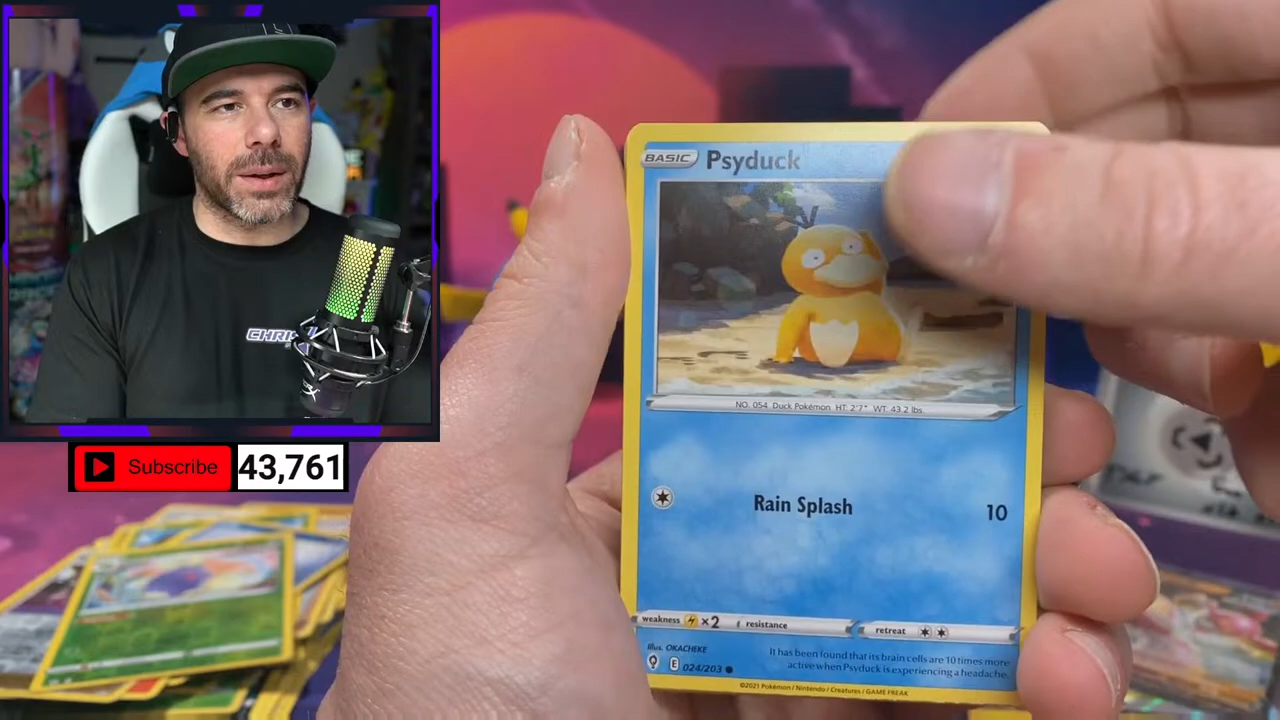 CHRIS
Subscribe 43,761
BASIC Psyduck
NO. 054 Duck Pokémon HT: 2'7" WT: 43.2 lbs.
Rain Splash 10
weakness ×2 resistance retreat
Illus. OKACHEKE
E 024/203
It has been found that its brain cells are 10 times more
active when Psyduck is experiencing a headache.
©2021 Pokémon / Nintendo / Creatures / GAME FREAK